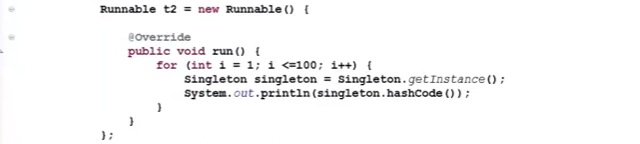 Runnable t2 = new Runnable() {
@Override
public void run() {
for (int i = 1; i <=100; i++) {
Singleton singleton = Singleton.getInstance();
System.out.println(singleton.hashCode());
}
}
};